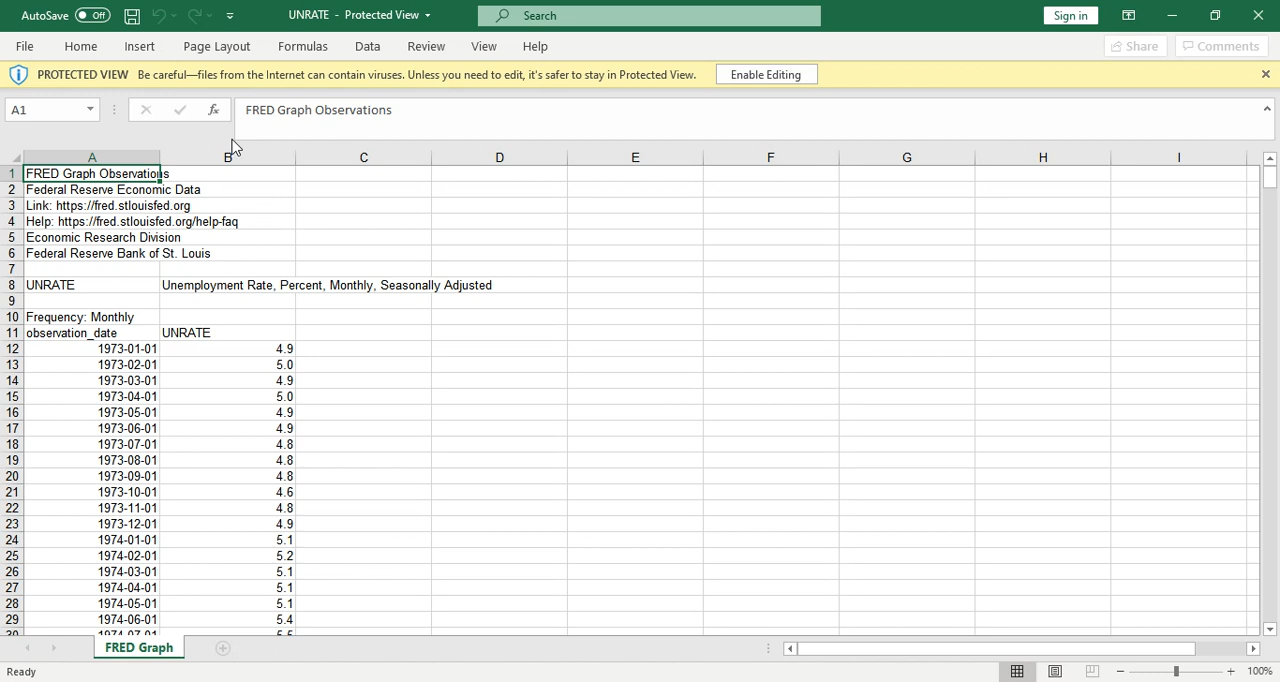 AutoSave Off UNRATE - Protected View Search Sign in
File Home Insert Page Layout Formulas Data Review View Help Share Comments
PROTECTED VIEW Be careful—files from the Internet can contain viruses. Unless you need to edit, it's safer to stay in Protected View. Enable Editing
A1 fx FRED Graph Observations
A B C D E F G H I
1 FRED Graph Observations
2 Federal Reserve Economic Data
3 Link: https://fred.stlouisfed.org
4 Help: https://fred.stlouisfed.org/help-faq
5 Economic Research Division
6 Federal Reserve Bank of St. Louis
7
8 UNRATE Unemployment Rate, Percent, Monthly, Seasonally Adjusted
9
10 Frequency: Monthly
11 observation_date UNRATE
12 1973-01-01 4.9
13 1973-02-01 5.0
14 1973-03-01 4.9
15 1973-04-01 5.0
16 1973-05-01 4.9
17 1973-06-01 4.9
18 1973-07-01 4.8
19 1973-08-01 4.8
20 1973-09-01 4.8
21 1973-10-01 4.6
22 1973-11-01 4.8
23 1973-12-01 4.9
24 1974-01-01 5.1
25 1974-02-01 5.2
26 1974-03-01 5.1
27 1974-04-01 5.1
28 1974-05-01 5.1
29 1974-06-01 5.4
30 1974-07-01 5.5
FRED Graph
Ready 100%